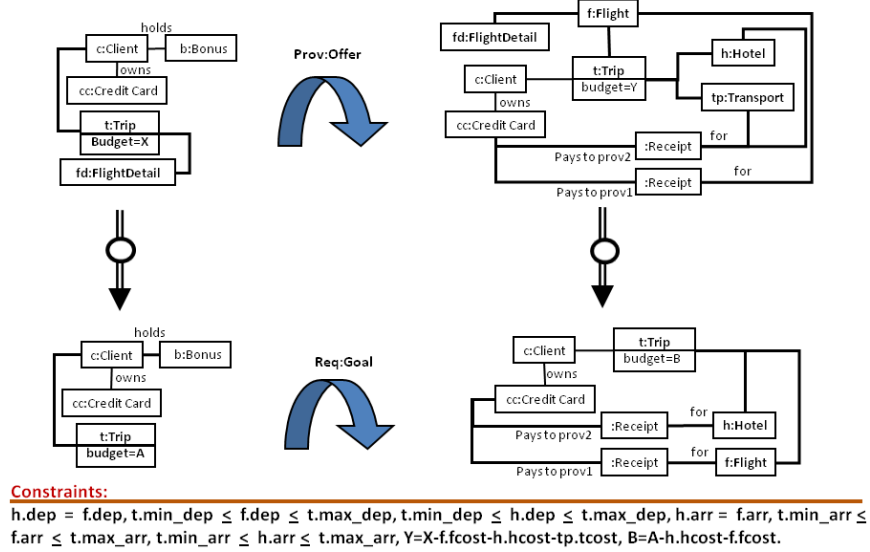 holds
c:Client
b:Bonus
owns
cc:Credit Card
t:Trip
Budget=X
fd:FlightDetail
Prov:Offer
f:Flight
fd:FlightDetail
h:Hotel
t:Trip
budget=Y
c:Client
tp:Transport
owns
cc:Credit Card
for
:Receipt
Pays to prov2
for
:Receipt
Pays to prov1
holds
c:Client
b:Bonus
owns
cc:Credit Card
t:Trip
budget=A
Req:Goal
t:Trip
budget=B
c:Client
owns
cc:Credit Card
for
:Receipt
h:Hotel
Pays to prov2
for
:Receipt
f:Flight
Pays to prov1
Constraints:
h.dep = f.dep, t.min_dep ≤ f.dep ≤ t.max_dep, t.min_dep ≤ h.dep ≤ t.max_dep, h.arr = f.arr, t.min_arr ≤
f.arr ≤ t.max_arr, t.min_arr ≤ h.arr ≤ t.max_arr, Y=X-f.fcost-h.hcost-tp.tcost, B=A-h.hcost-f.fcost.